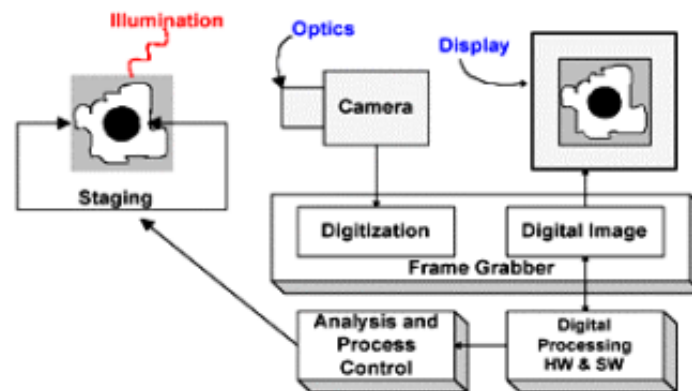 Illumination
Optics
Display
Camera
Staging
Digitization
Digital Image
Frame Grabber
Analysis and
Process
Control
Digital
Processing
HW & SW